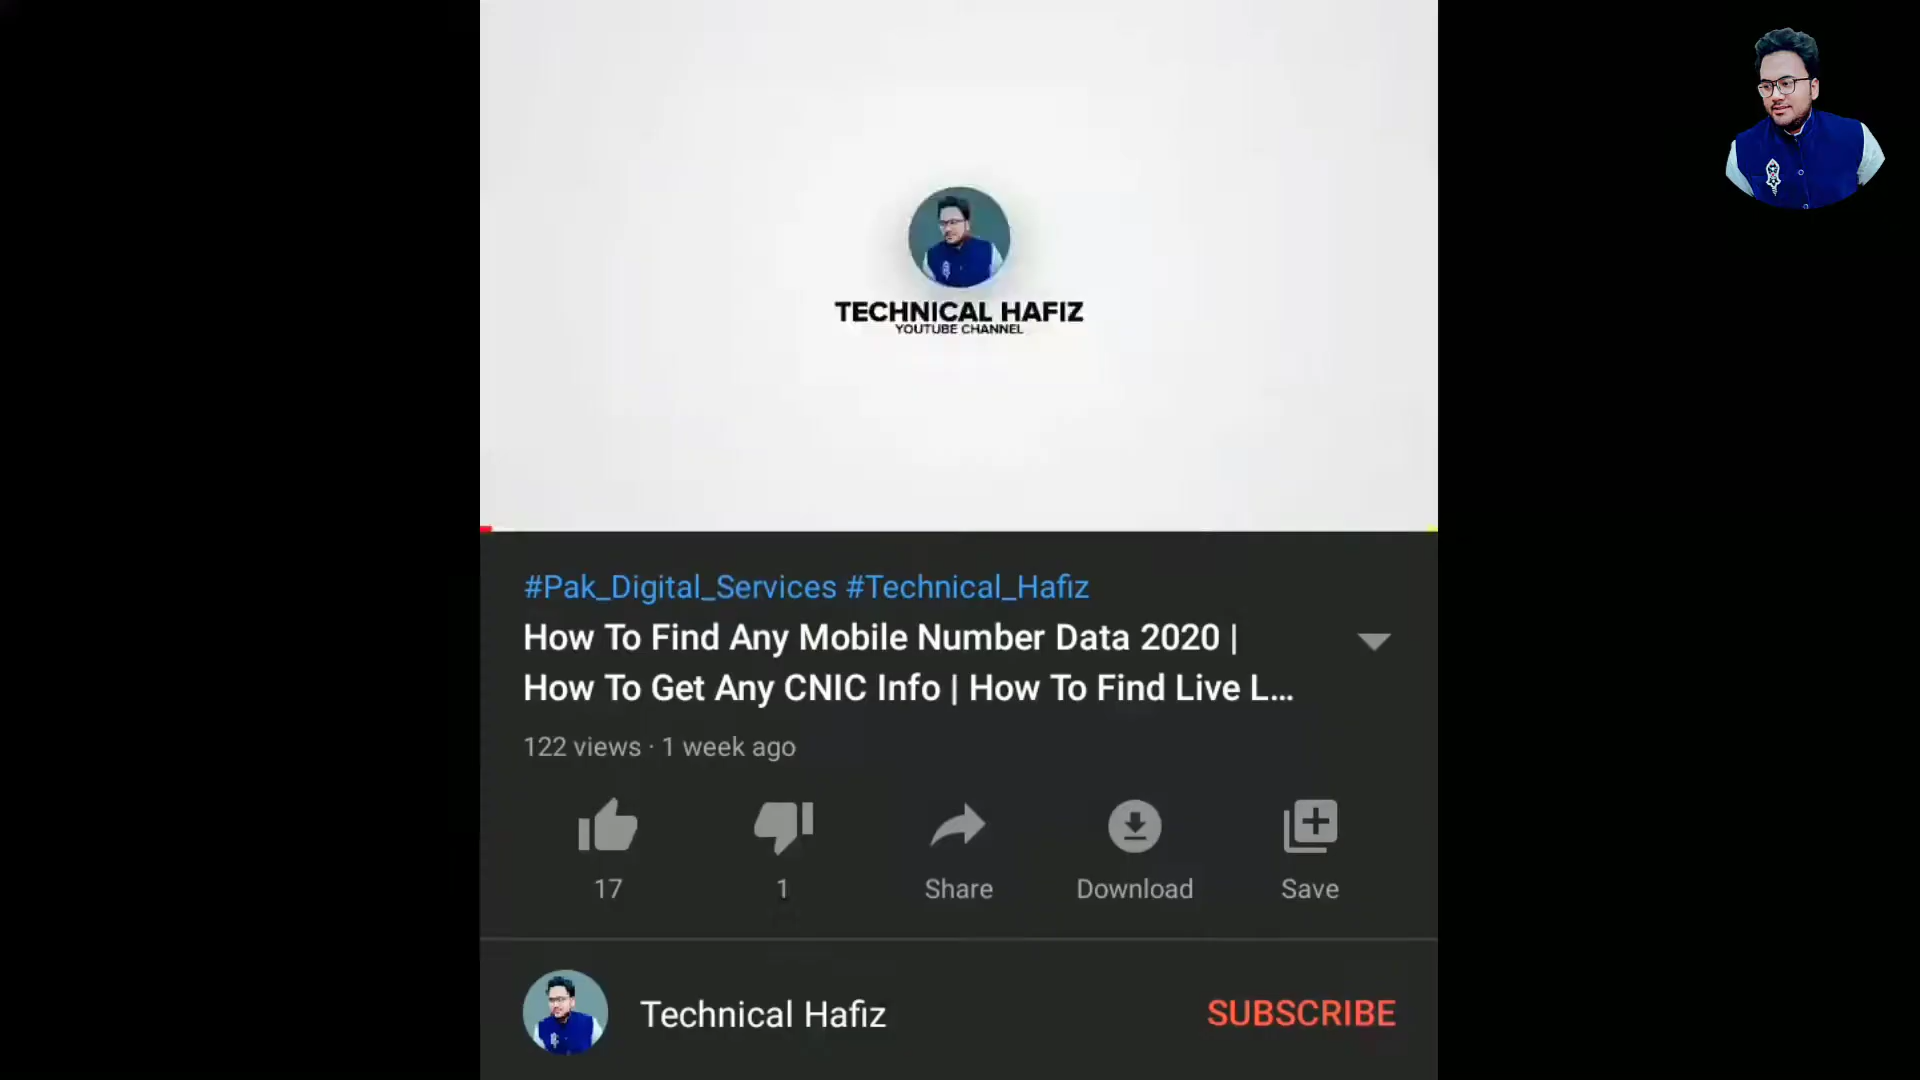 TECHNICAL HAFIZ
YOUTUBE CHANNEL
#Pak_Digital_Services #Technical_Hafiz
How To Find Any Mobile Number Data 2020 |
How To Get Any CNIC Info | How To Find Live L...
122 views · 1 week ago
17
1
Share
Download
Save
Technical Hafiz
SUBSCRIBE